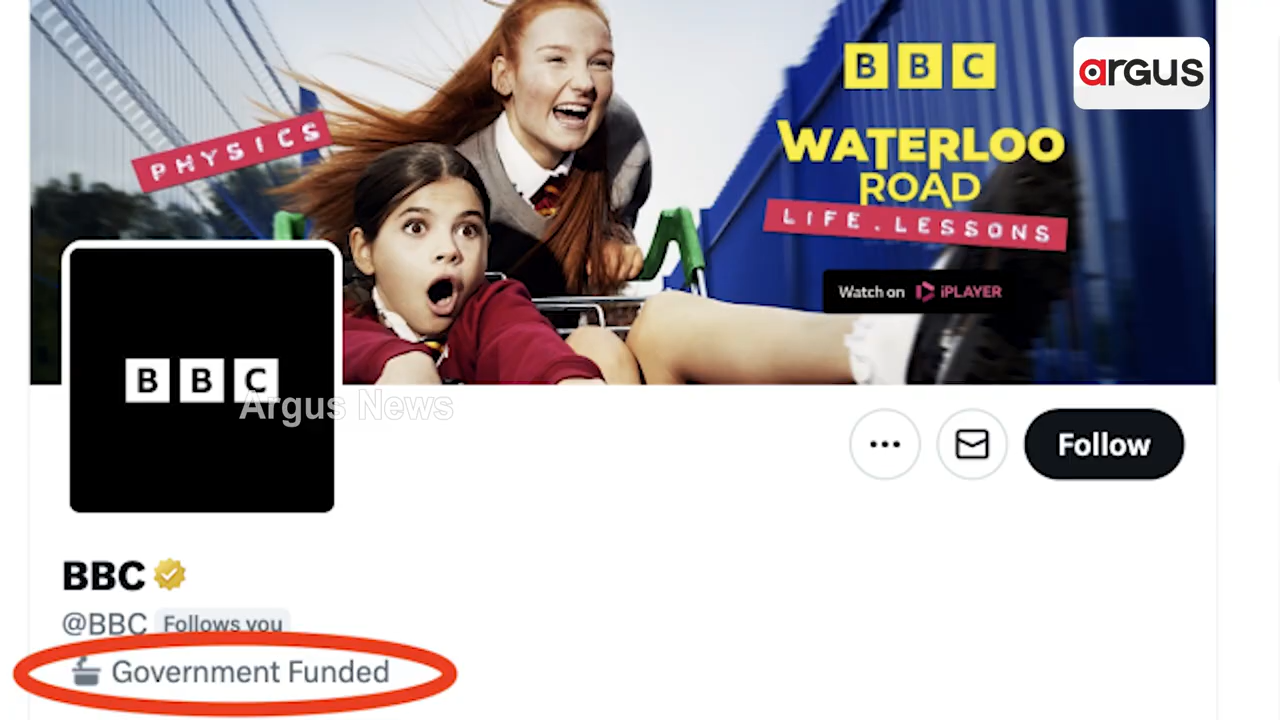 BBC
argus
PHYSICS
WATERLOO
ROAD
LIFE.LESSONS
Watch on iPLAYER
BBC
Argus News
Follow
BBC
@BBC Follows you
Government Funded